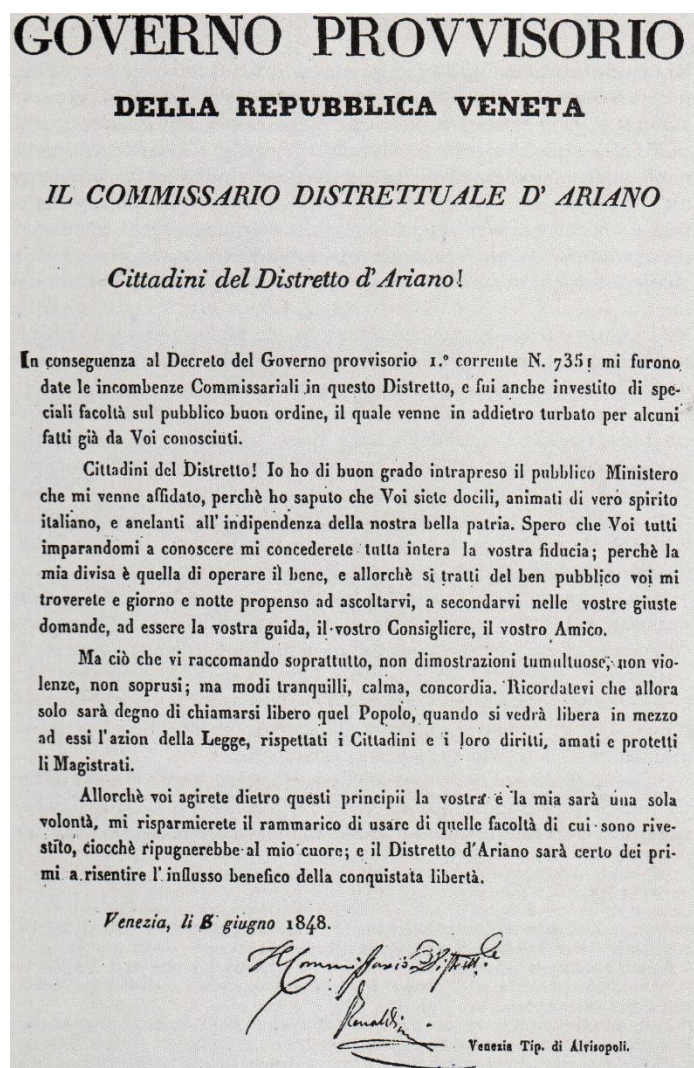 GOVERNO PROVVISORIO
DELLA REPUBBLICA VENETA
IL COMMISSARIO DISTRETTUALE D' ARIANO
Cittadini del Distretto d'Ariano!
In conseguenza al Decreto del Governo provvisorio 1.º corrente N. 7351 mi furono
date le incombenze Commissariali in questo Distretto, e fui anche investito di spe-
ciali facoltà sul pubblico buon ordine, il quale venne in addietro turbato per alcuni
fatti già da Voi conosciuti.
Cittadini del Distretto! Io ho di buon grado intrapreso il pubblico Ministero
che mi venne affidato, perchè ho saputo che Voi siete docili, animati di vero spirito
italiano, e anelanti all' indipendenza della nostra bella patria. Spero che Voi tutti
imparandomi a conoscere mi concederete tutta intera la vostra fiducia; perchè la
mia divisa è quella di operare il bene, e allorchè si tratti del ben pubblico voi mi
troverete e giorno e notte propenso ad ascoltarvi, a secondarvi nelle vostre giuste
domande, ad essere la vostra guida, il vostro Consigliere, il vostro Amico.
Ma ciò che vi raccomando soprattutto, non dimostrazioni tumultuose, non vio-
lenze, non soprusi; ma modi tranquilli, calma, concordia. Ricordatevi che allora
solo sarà degno di chiamarsi libero quel Popolo, quando si vedrà libera in mezzo
ad essi l'azion della Legge, rispettati i Cittadini e i loro diritti, amati e protetti
li Magistrati.
Allorchè voi agirete dietro questi principii la vostra e la mia sarà una sola
volontà, mi risparmierete il rammarico di usare di quelle facoltà di cui sono rive-
stito, ciocchè ripugnerebbe al mio cuore; e il Distretto d'Ariano sarà certo dei pri-
mi a risentire l' influsso benefico della conquistata libertà.
Venezia, li giugno 1848.
Il Commissario Distrett.le
Renaldini
Venezia Tip. di Alvisopoli.